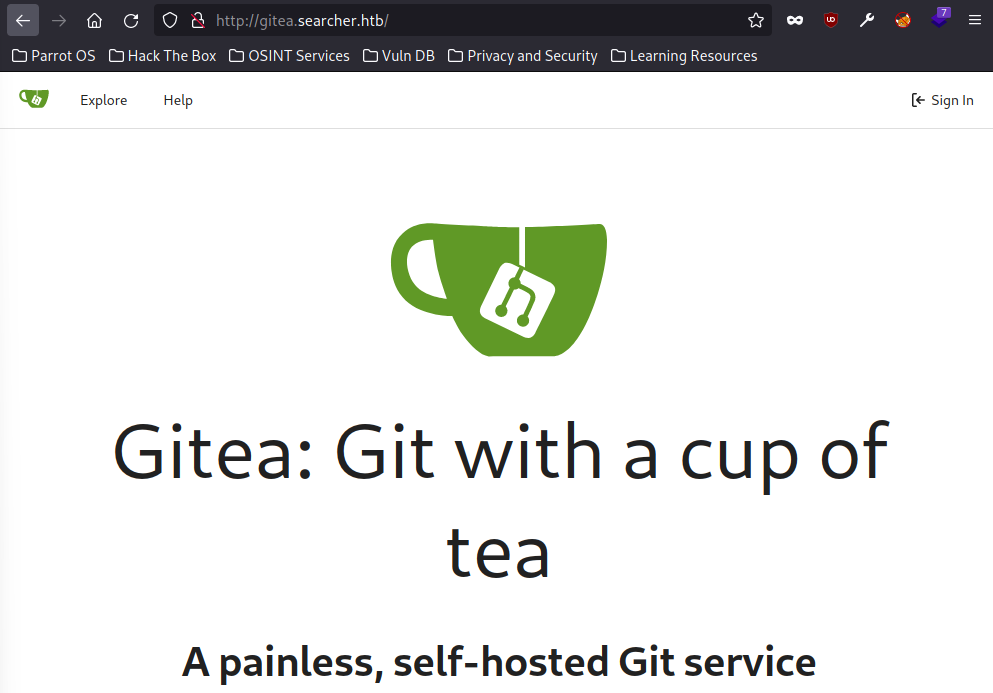 http://gitea.searcher.htb/
UD
7
Parrot OS Hack The Box OSINT Services Vuln DB Privacy and Security Learning Resources
Explore Help Sign In
Gitea: Git with a cup of
tea
A painless, self-hosted Git service